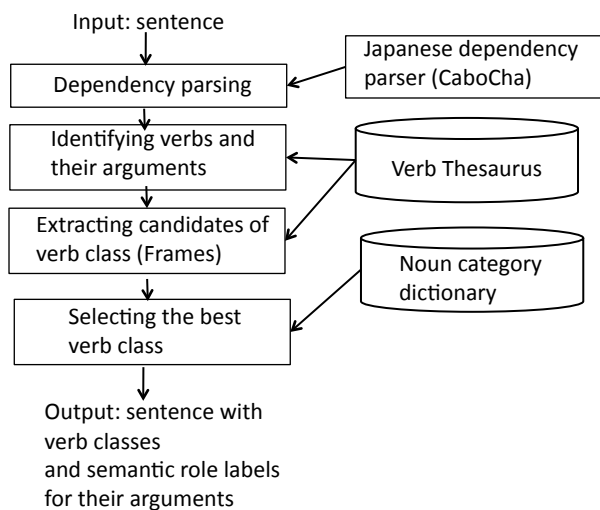 Input: sentence
Dependency parsing
Japanese dependency
parser (CaboCha)
Identifying verbs and
their arguments
Verb Thesaurus
Extracting candidates of
verb class (Frames)
Noun category
dictionary
Selecting the best
verb class
Output: sentence with
verb classes
and semantic role labels
for their arguments